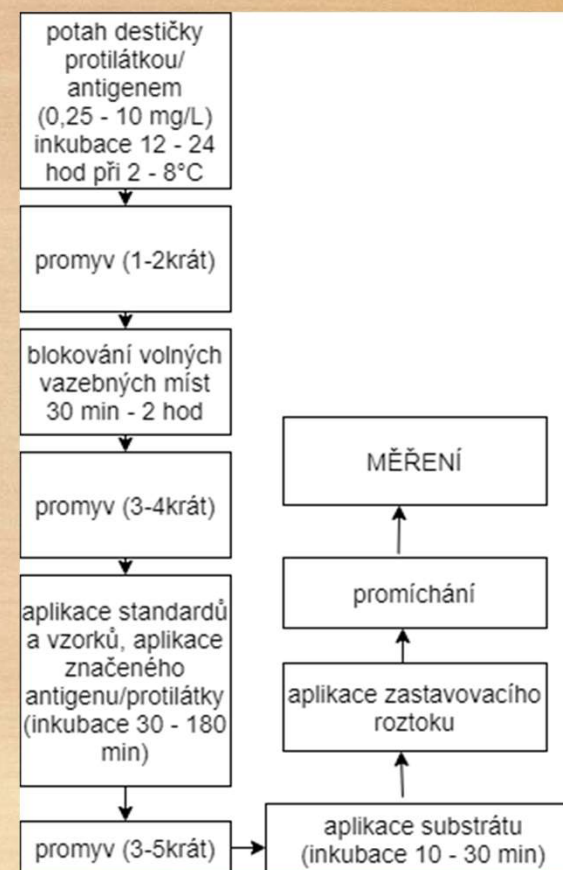 potah destičky
protilátkou/
antigenem
(0,25 - 10 mg/L)
inkubace 12 - 24
hod při 2 - 8°C
promyv (1-2krát)
blokování volných
vazebných míst
30 min - 2 hod
promyv (3-4krát)
aplikace standardů
a vzorků, aplikace
značeného
antigenu/protilátky
(inkubace 30 - 180
min)
promyv (3-5krát)
aplikace substrátu
(inkubace 10 - 30 min)
aplikace zastavovacího
roztoku
promíchání
MĚŘENÍ